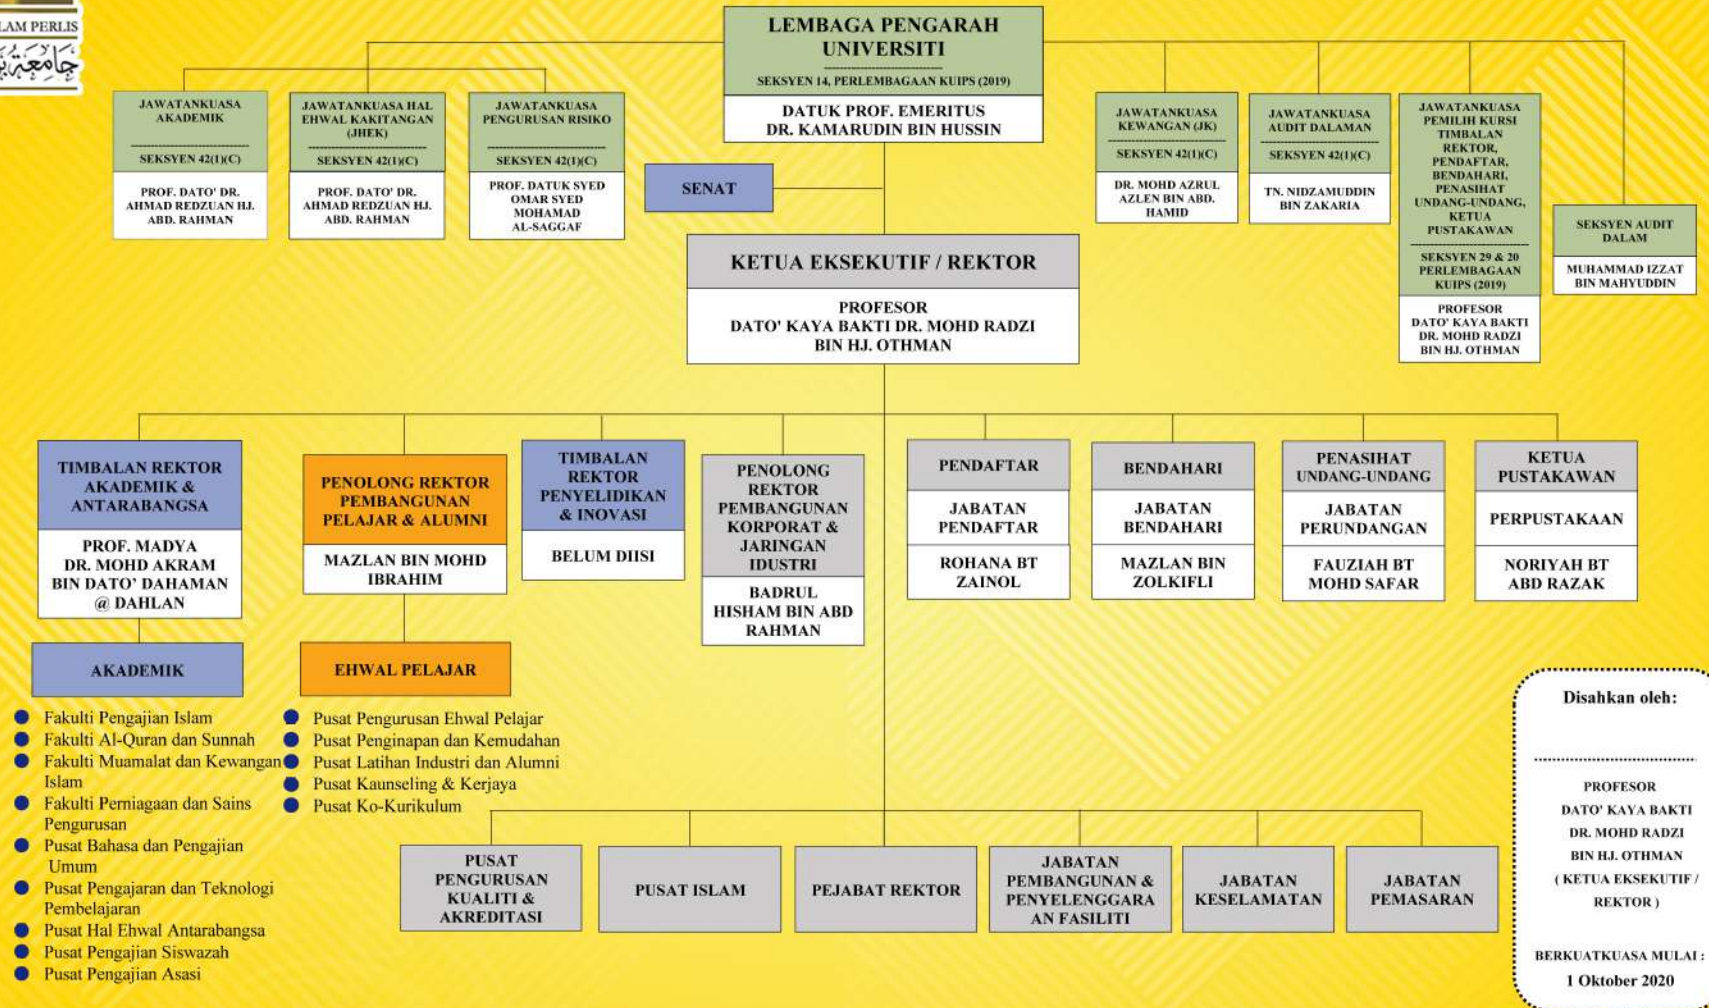 LAM PERLIS
LEMBAGA PENGARAH
UNIVERSITI
SEKSYEN 14, PERLEMBAGAAN KUIPS (2019)
DATUK PROF. EMERITUS
DR. KAMARUDIN BIN HUSSIN
JAWATANKUASA
AKADEMIK
SEKSYEN 42(1)(C)
PROF. DATO' DR.
AHMAD REDZUAN HJ.
ABD. RAHMAN
JAWATANKUASA HAL
EHWAL KAKITANGAN
(JHEK)
SEKSYEN 42(1)(C)
PROF. DATO' DR.
AHMAD REDZUAN HJ.
ABD. RAHMAN
JAWATANKUASA
PENGURUSAN RISIKO
SEKSYEN 42(1)(C)
PROF. DATUK SYED
OMAR SYED
MOHAMAD
AL-SAGGAF
JAWATANKUASA
KEWANGAN (JK)
SEKSYEN 42(1)(C)
DR. MOHD AZRUL
AZLEN BIN ABD.
HAMID
JAWATANKUASA
AUDIT DALAMAN
SEKSYEN 42(1)(C)
TN. NIDZAMUDDIN
BIN ZAKARIA
JAWATANKUASA
PEMILIH KURSI
TIMBALAN
REKTOR,
PENDAFTAR,
BENDAHARI,
PENASIHAT
UNDANG-UNDANG,
KETUA
PUSTAKAWAN
SEKSYEN 29 & 20
PERLEMBAGAAN
KUIPS (2019)
PROFESOR
DATO' KAYA BAKTI
DR. MOHD RADZI
BIN HJ. OTHMAN
SEKSYEN AUDIT
DALAM
MUHAMMAD IZZAT
BIN MAHYUDDIN
SENAT
KETUA EKSEKUTIF / REKTOR
PROFESOR
DATO' KAYA BAKTI DR. MOHD RADZI
BIN HJ. OTHMAN
TIMBALAN REKTOR
AKADEMIK &
ANTARABANGSA
PROF. MADYA
DR. MOHD AKRAM
BIN DATO' DAHAMAN
@ DAHLAN
PENOLONG REKTOR
PEMBANGUNAN
PELAJAR & ALUMNI
MAZLAN BIN MOHD
IBRAHIM
TIMBALAN
REKTOR
PENYELIDIKAN
& INOVASI
BELUM DIISI
PENOLONG
REKTOR
PEMBANGUNAN
KORPORAT &
JARINGAN
IDUSTRI
BADRUL
HISHAM BIN ABD
RAHMAN
PENDAFTAR
JABATAN
PENDAFTAR
ROHANA BT
ZAINOL
BENDAHARI
JABATAN
BENDAHARI
MAZLAN BIN
ZOLKIFLI
PENASIHAT
UNDANG-UNDANG
JABATAN
PERUNDANGAN
FAUZIAH BT
MOHD SAFAR
KETUA
PUSTAKAWAN
PERPUSTAKAAN
NORIYAH BT
ABD RAZAK
AKADEMIK
Fakulti Pengajian Islam
Fakulti Al-Quran dan Sunnah
Fakulti Muamalat dan Kewangan
Islam
Fakulti Perniagaan dan Sains
Pengurusan
Pusat Bahasa dan Pengajian
Umum
Pusat Pengajaran dan Teknologi
Pembelajaran
Pusat Hal Ehwal Antarabangsa
Pusat Pengajian Siswazah
Pusat Pengajian Asasi
EHWAL PELAJAR
Pusat Pengurusan Ehwal Pelajar
Pusat Penginapan dan Kemudahan
Pusat Latihan Industri dan Alumni
Pusat Kaunseling & Kerjaya
Pusat Ko-Kurikulum
PUSAT
PENGURUSAN
KUALITI &
AKREDITASI
PUSAT ISLAM
PEJABAT REKTOR
JABATAN
PEMBANGUNAN &
PENYELENGGARA
AN FASILITI
JABATAN
KESELAMATAN
JABATAN
PEMASARAN
Disahkan oleh:
PROFESOR
DATO' KAYA BAKTI
DR. MOHD RADZI
BIN HJ. OTHMAN
( KETUA EKSEKUTIF /
REKTOR )
BERKUATKUASA MULAI :
1 Oktober 2020